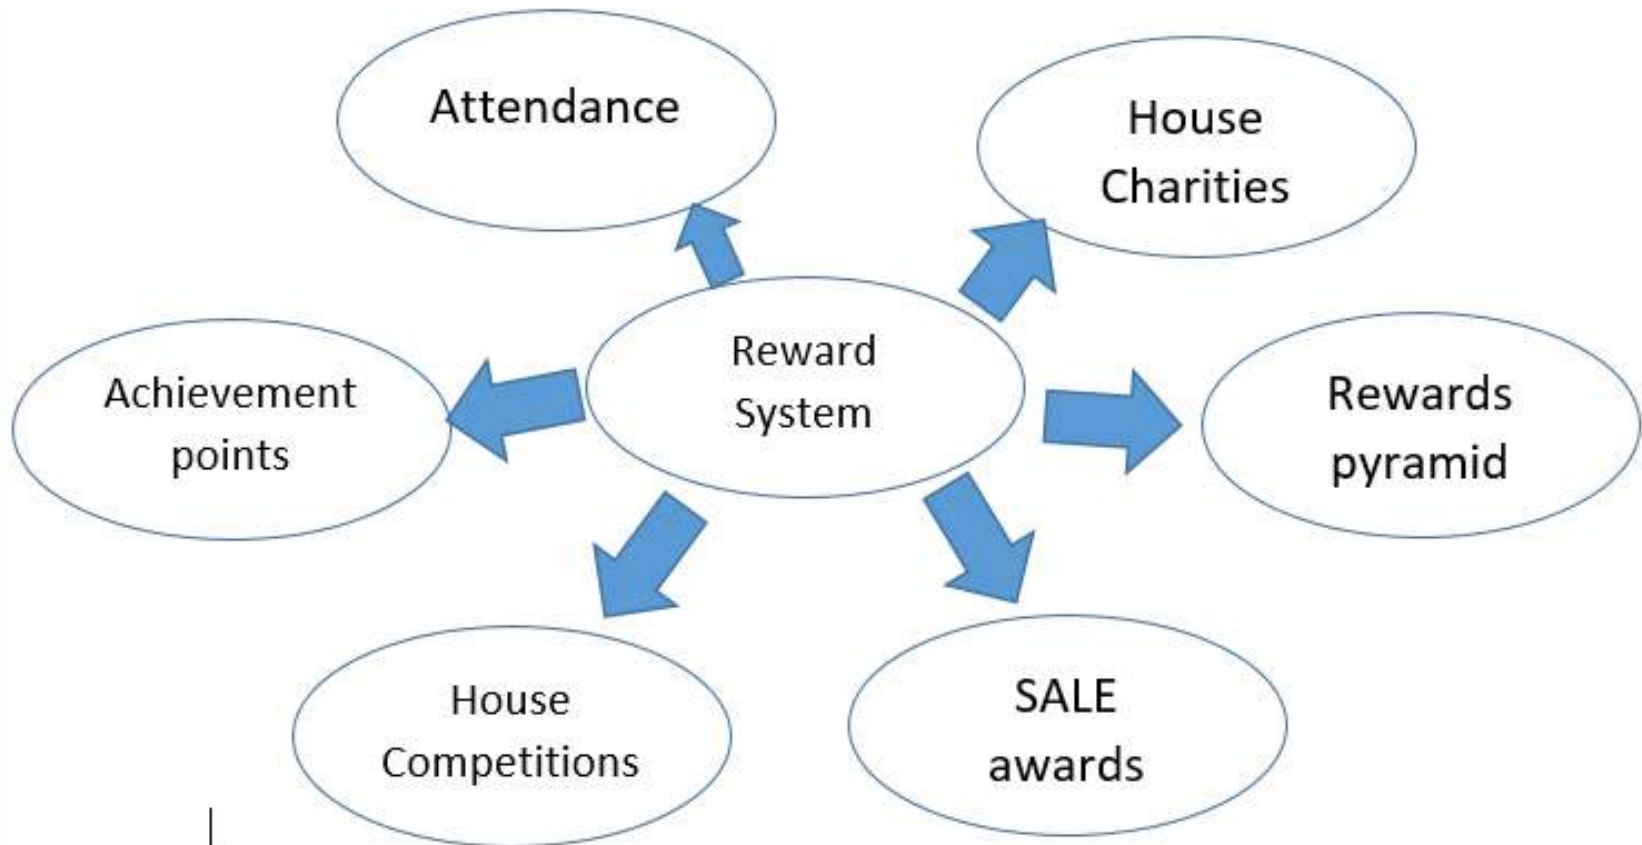 Attendance
House
Charities
Reward
System
Achievement
points
Rewards
pyramid
House
Competitions
SALE
awards